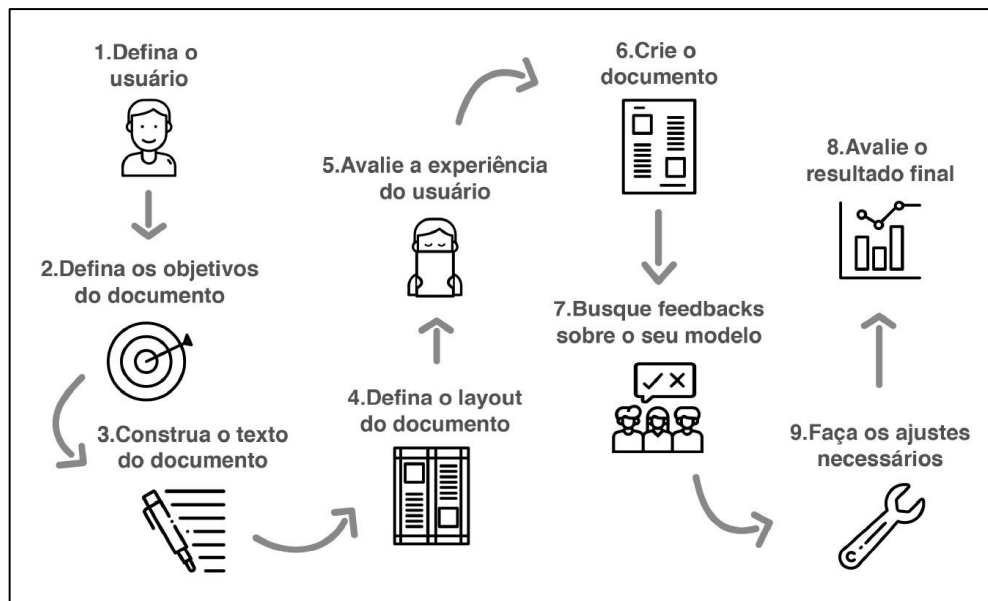 1.Defina o
usuário
2.Defina os objetivos
do documento
3.Construa o texto
do documento
4.Defina o layout
do documento
5.Avalie a experiência
do usuário
6.Crie o
documento
7.Busque feedbacks
sobre o seu modelo
9.Faça os ajustes
necessários
8.Avalie o
resultado final